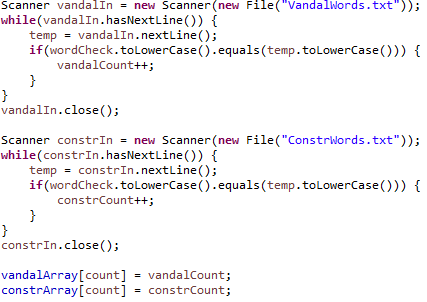 Scanner vandalIn = new Scanner(new File("VandalWords.txt"));
while(vandalIn.hasNextLine()) {
    temp = vandalIn.nextLine();
    if(wordCheck.toLowerCase().equals(temp.toLowerCase())) {
        vandalCount++;
    }
}
vandalIn.close();

Scanner constrIn = new Scanner(new File("ConstrWords.txt"));
while(constrIn.hasNextLine()) {
    temp = constrIn.nextLine();
    if(wordCheck.toLowerCase().equals(temp.toLowerCase())) {
        constrCount++;
    }
}
constrIn.close();

vandalArray[count] = vandalCount;
constrArray[count] = constrCount;